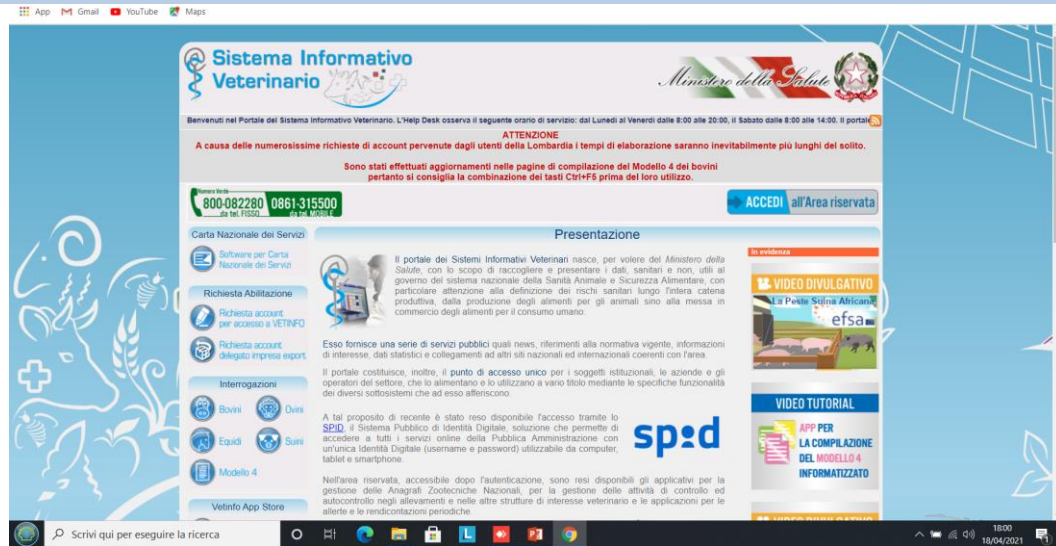 App Gmail YouTube Maps
Sistema Informativo
Veterinario
Ministero della Salute
Benvenuti nel Portale del Sistema Informativo Veterinario. L'Help Desk osserva il seguente orario di servizio: dal Lunedi al Venerdi dalle 8:00 alle 20:00, il Sabato dalle 8:00 alle 14:00. Il portale
ATTENZIONE
A causa delle numerosissime richieste di account pervenute dagli utenti della Lombardia i tempi di elaborazione saranno inevitabilmente più lunghi del solito.
Sono stati effettuati aggiornamenti nelle pagine di compilazione del Modello 4 dei bovini
pertanto si consiglia la combinazione dei tasti Ctrl+F5 prima del loro utilizzo.
Numero Verde
800-082280 0861-315500
da tel. FISSO da tel. MOBILE
ACCEDI all'Area riservata
Carta Nazionale dei Servizi
Software per Carta
Nazionale dei Servizi
Richiesta Abilitazione
Richiesta account
per accesso a VETINFO
Richiesta account
delegato impresa export
Interrogazioni
Bovini Ovini
Equidi Suini
Modello 4
Vetinfo App Store
Presentazione
Il portale dei Sistemi Informativi Veterinari nasce, per volere del Ministero della
Salute, con lo scopo di raccogliere e presentare i dati, sanitari e non, utili al
governo del sistema nazionale della Sanità Animale e Sicurezza Alimentare, con
particolare attenzione alla definizione dei rischi sanitari lungo l'intera catena
produttiva, dalla produzione degli alimenti per gli animali sino alla messa in
commercio degli alimenti per il consumo umano.
Esso fornisce una serie di servizi pubblici quali news, riferimenti alla normativa vigente, informazioni
di interesse, dati statistici e collegamenti ad altri siti nazionali ed internazionali coerenti con l'area.
Il portale costituisce, inoltre, il punto di accesso unico per i soggetti istituzionali, le aziende e gli
operatori del settore, che lo alimentano e lo utilizzano a vario titolo mediante le specifiche funzionalità
dei diversi sottosistemi che ad esso afferiscono.
A tal proposito di recente è stato reso disponibile l'accesso tramite lo
SPID, il Sistema Pubblico di Identità Digitale, soluzione che permette di
accedere a tutti i servizi online della Pubblica Amministrazione con
un'unica Identità Digitale (username e password) utilizzabile da computer,
tablet e smartphone.
spid
Nell'area riservata, accessibile dopo l'autenticazione, sono resi disponibili gli applicativi per la
gestione delle Anagrafi Zootecniche Nazionali, per la gestione delle attività di controllo ed
autocontrollo negli allevamenti e nelle altre strutture di interesse veterinario e le applicazioni per le
allerte e le rendicontazioni periodiche.
In evidenza
VIDEO DIVULGATIVO
La Peste Suina Africana
efsa
VIDEO TUTORIAL
APP PER
LA COMPILAZIONE
DEL MODELLO 4
INFORMATIZZATO
VIDEO DIVULGATIVO
Scrivi qui per eseguire la ricerca
18:00
18/04/2021